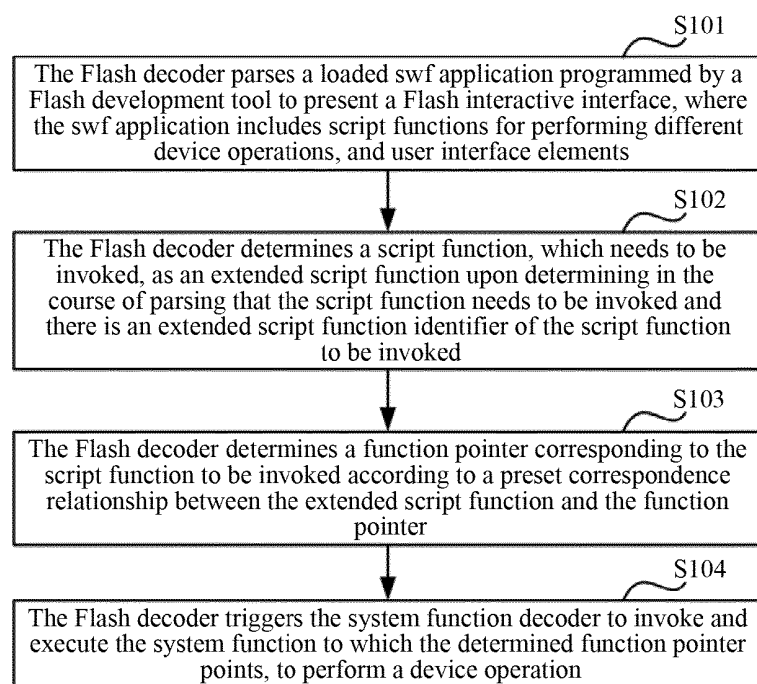 S101
The Flash decoder parses a loaded swf application programmed by a
Flash development tool to present a Flash interactive interface, where
the swf application includes script functions for performing different
device operations, and user interface elements
S102
The Flash decoder determines a script function, which needs to be
invoked, as an extended script function upon determining in the
course of parsing that the script function needs to be invoked and
there is an extended script function identifier of the script function
to be invoked
S103
The Flash decoder determines a function pointer corresponding to the
script function to be invoked according to a preset correspondence
relationship between the extended script function and the function
pointer
S104
The Flash decoder triggers the system function decoder to invoke and
execute the system function to which the determined function pointer
points, to perform a device operation